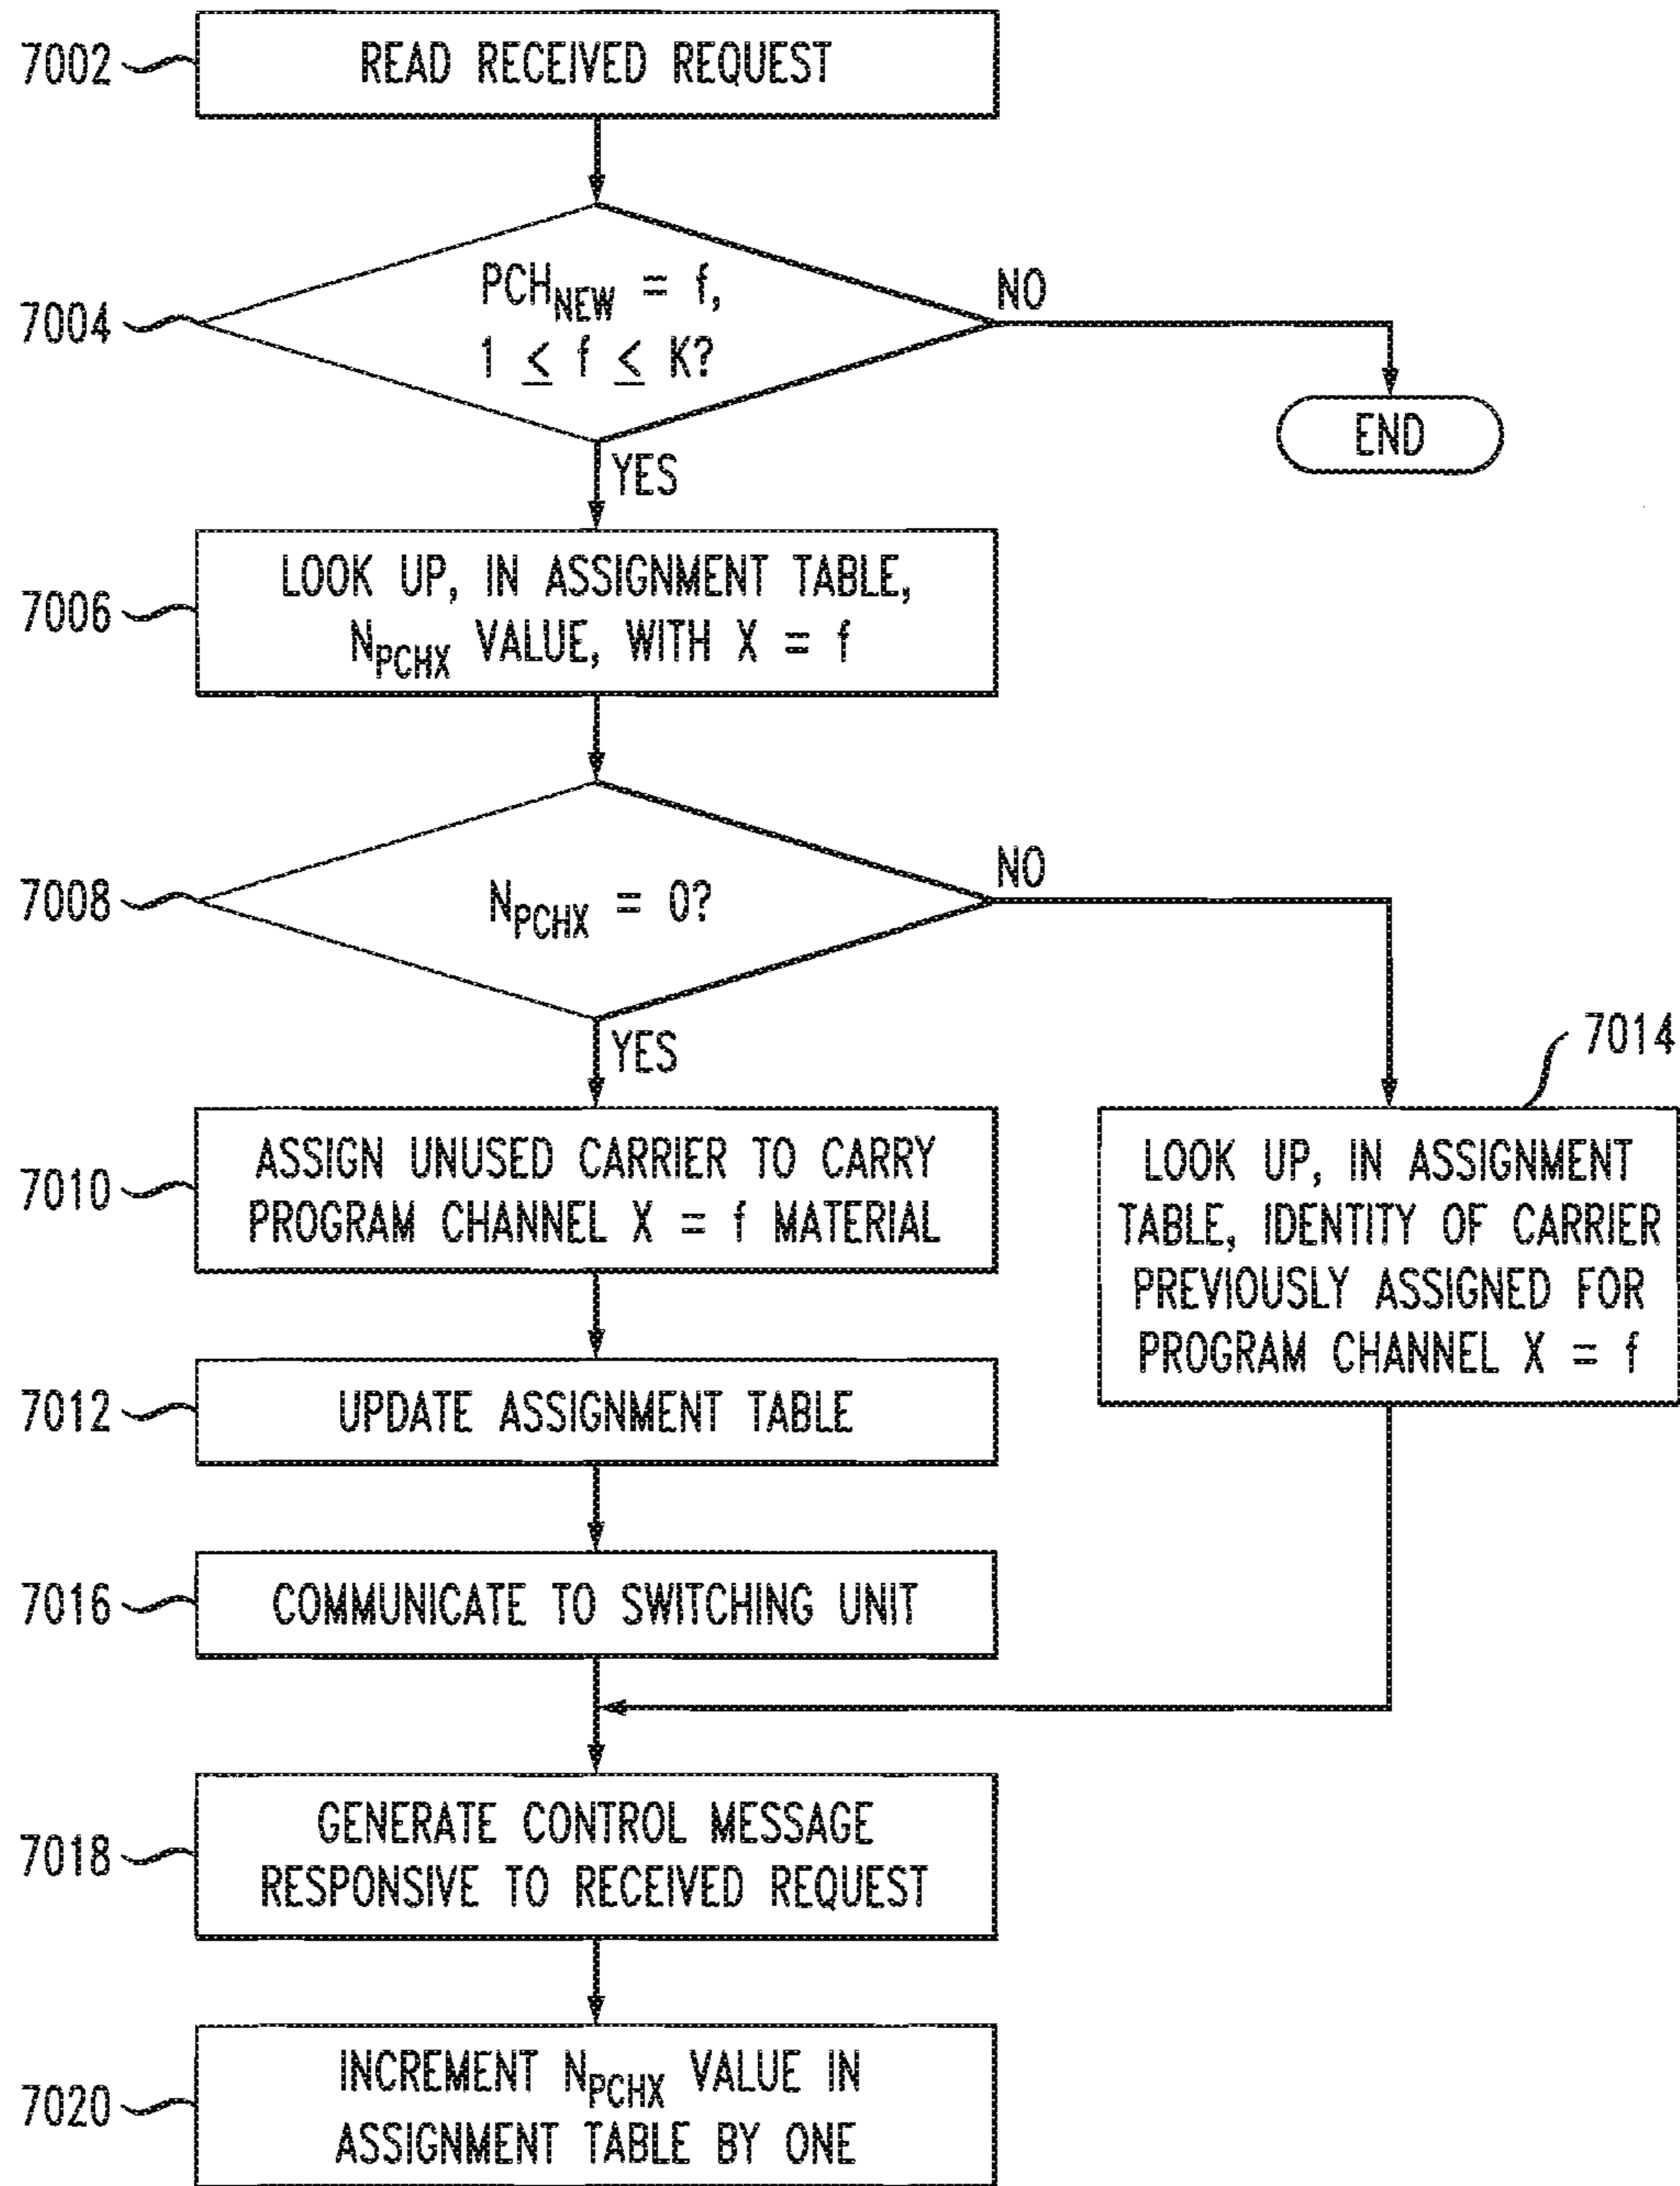 7002
READ RECEIVED REQUEST
7004
PCH_NEW = f,
1 ≤ f ≤ K?
NO
END
YES
7006
LOOK UP, IN ASSIGNMENT TABLE,
N_PCHX VALUE, WITH X = f
7008
N_PCHX = 0?
NO
YES
7010
ASSIGN UNUSED CARRIER TO CARRY
PROGRAM CHANNEL X = f MATERIAL
7014
LOOK UP, IN ASSIGNMENT
TABLE, IDENTITY OF CARRIER
PREVIOUSLY ASSIGNED FOR
PROGRAM CHANNEL X = f
7012
UPDATE ASSIGNMENT TABLE
7016
COMMUNICATE TO SWITCHING UNIT
7018
GENERATE CONTROL MESSAGE
RESPONSIVE TO RECEIVED REQUEST
7020
INCREMENT N_PCHX VALUE IN
ASSIGNMENT TABLE BY ONE